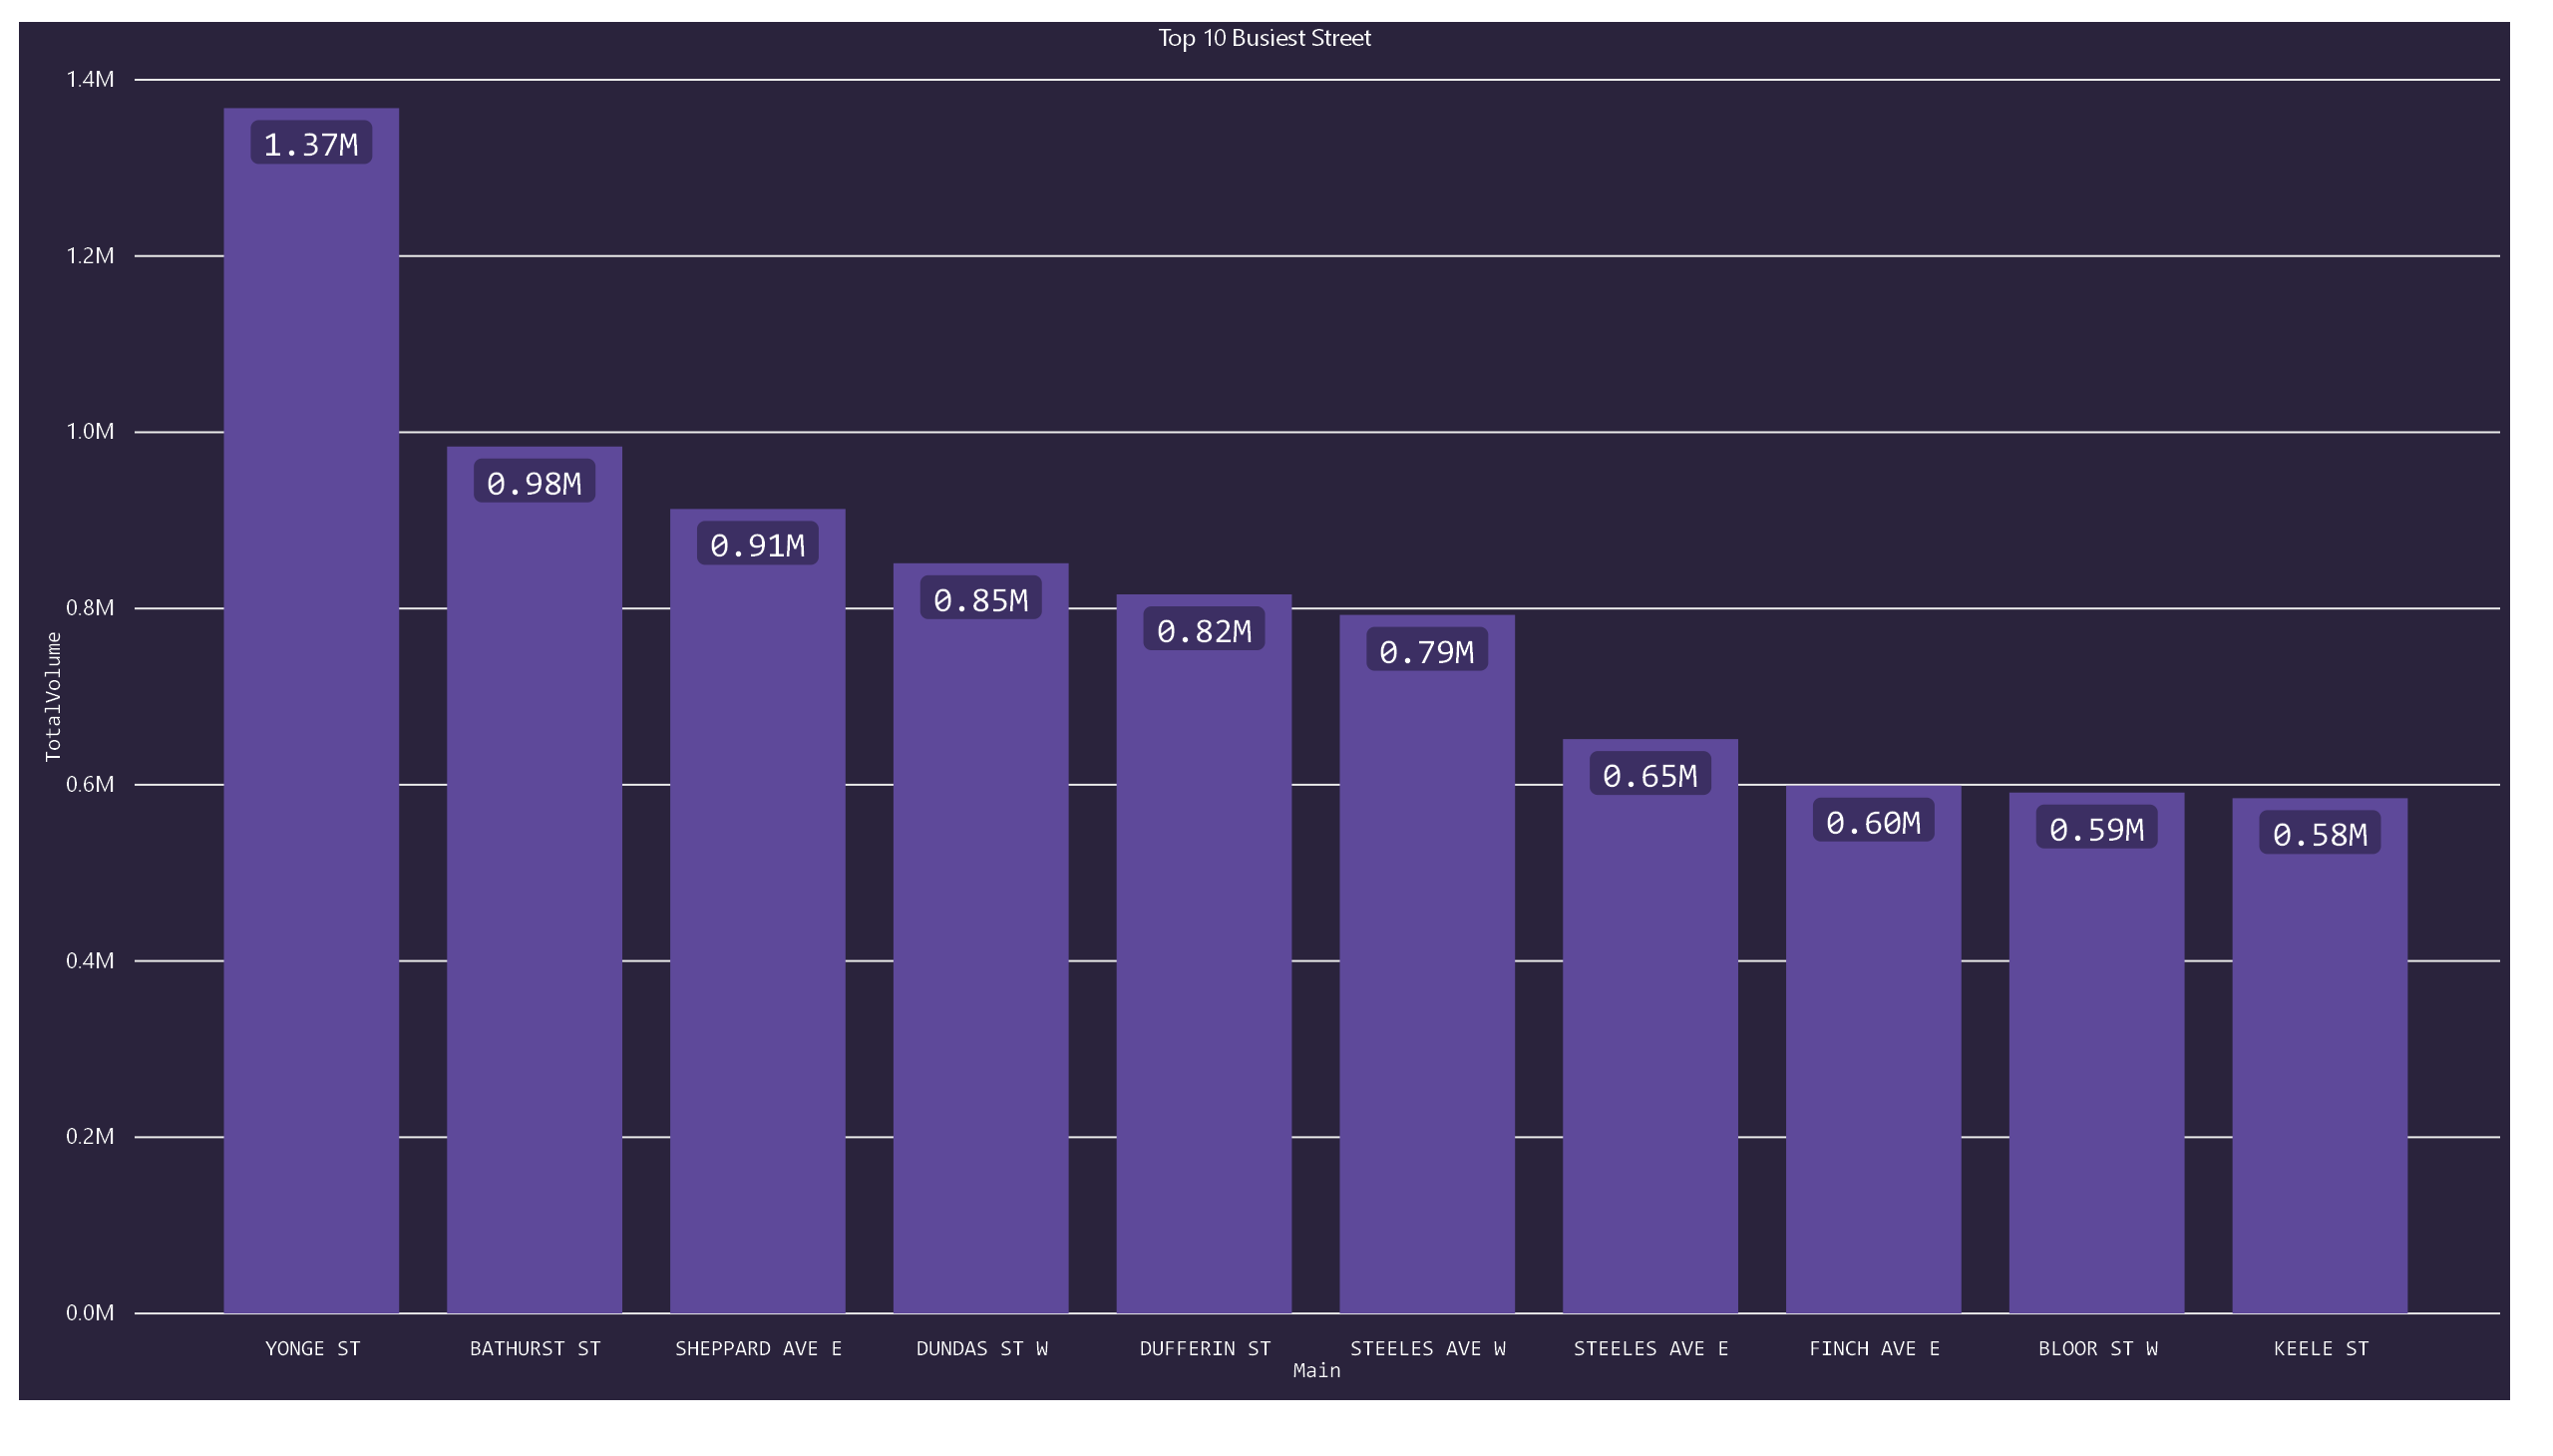 Top 10 Busiest Street
1.4M
1.2M
1.0M
0.8M
0.6M
0.4M
0.2M
0.0M
TotalVolume
1.37M
0.98M
0.91M
0.85M
0.82M
0.79M
0.65M
0.60M
0.59M
0.58M
YONGE ST
BATHURST ST
SHEPPARD AVE E
DUNDAS ST W
DUFFERIN ST
STEELES AVE W
STEELES AVE E
FINCH AVE E
BLOOR ST W
KEELE ST
Main